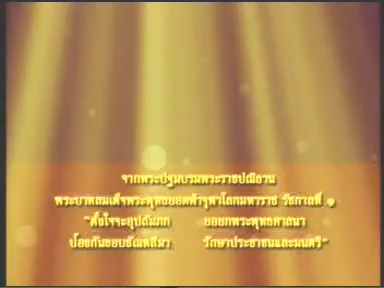 จากพระปฐมบรมพระราชปณิธาน
พระบาทสมเด็จพระพุทธยอดฟ้าจุฬาโลกมหาราช รัชกาลที่ ๑
"ตั้งใจจะอุปถัมภก ยอยกพระพุทธศาสนา
ป้องกันขอบขัณฑสีมา รักษาประชาชนและมนตรี"